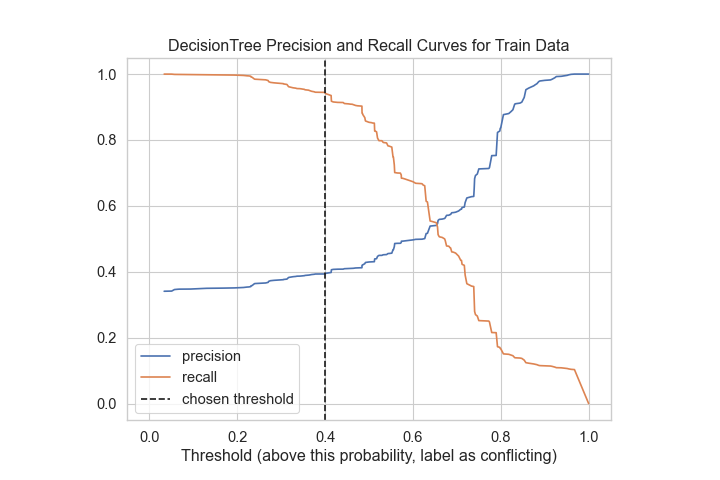 DecisionTree Precision and Recall Curves for Train Data
1.0
0.8
0.6
0.4
0.2
0.0
precision
recall
chosen threshold
0.0 0.2 0.4 0.6 0.8 1.0
Threshold (above this probability, label as conflicting)